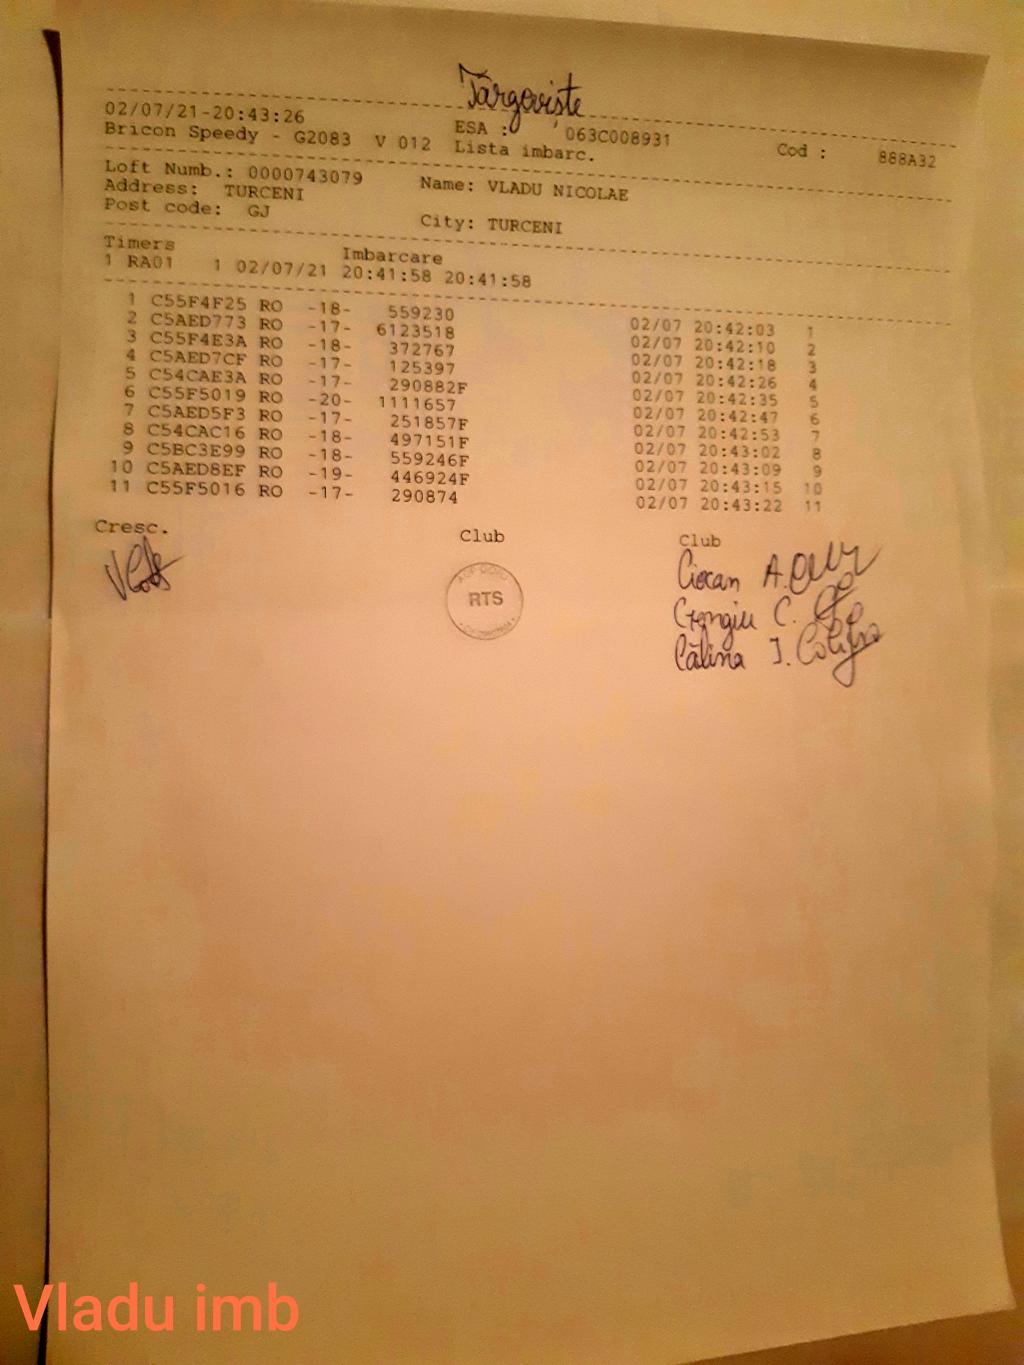 Târgoviște
02/07/21-20:43:26 ESA : 063C008931 Cod : 888A32
Bricon Speedy - G2083 V 012 Lista imbarc.
Loft Numb.: 0000743079 Name: VLADU NICOLAE
Address: TURCENI
Post code: GJ City: TURCENI
Timers Imbarcare
1 RA01 1 02/07/21 20:41:58 20:41:58
1 C55F4F25 RO -18- 559230 02/07 20:42:03 1
2 C5AED773 RO -17- 6123518 02/07 20:42:10 2
3 C55F4E3A RO -18- 372767 02/07 20:42:18 3
4 C5AED7CF RO -17- 125397 02/07 20:42:26 4
5 C54CAE3A RO -17- 290882F 02/07 20:42:35 5
6 C55F5019 RO -20- 1111657 02/07 20:42:47 6
7 C5AED5F3 RO -17- 251857F 02/07 20:42:53 7
8 C54CAC16 RO -18- 497151F 02/07 20:43:02 8
9 C5BC3E99 RO -18- 559246F 02/07 20:43:09 9
10 C5AED8EF RO -19- 446924F 02/07 20:43:15 10
11 C55F5016 RO -17- 290874 02/07 20:43:22 11
Cresc. Club Club
RTS
Ciocan A.
Georgiu C.
Călina I.
Vladu imb